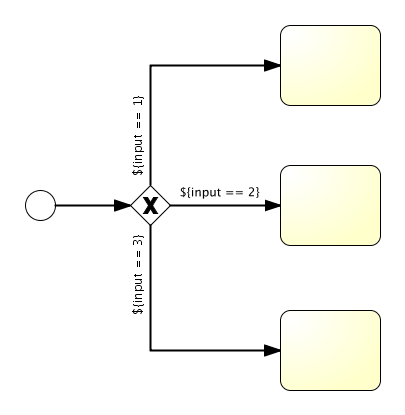 ${input == 1}
${input == 2}
${input == 3}